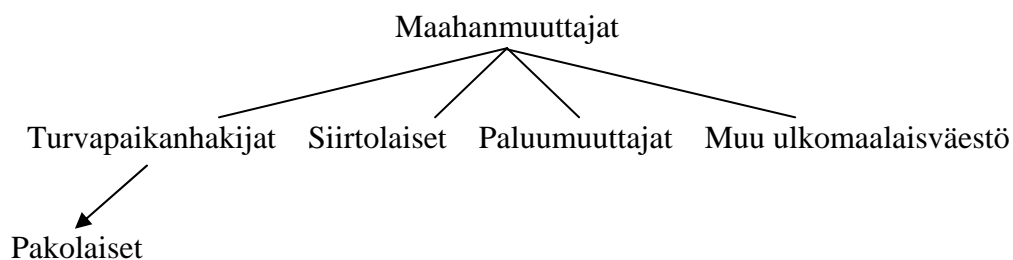 Maahanmuuttajat
Turvapaikanhakijat Siirtolaiset Paluumuuttajat Muu ulkomaalaisväestö
Pakolaiset